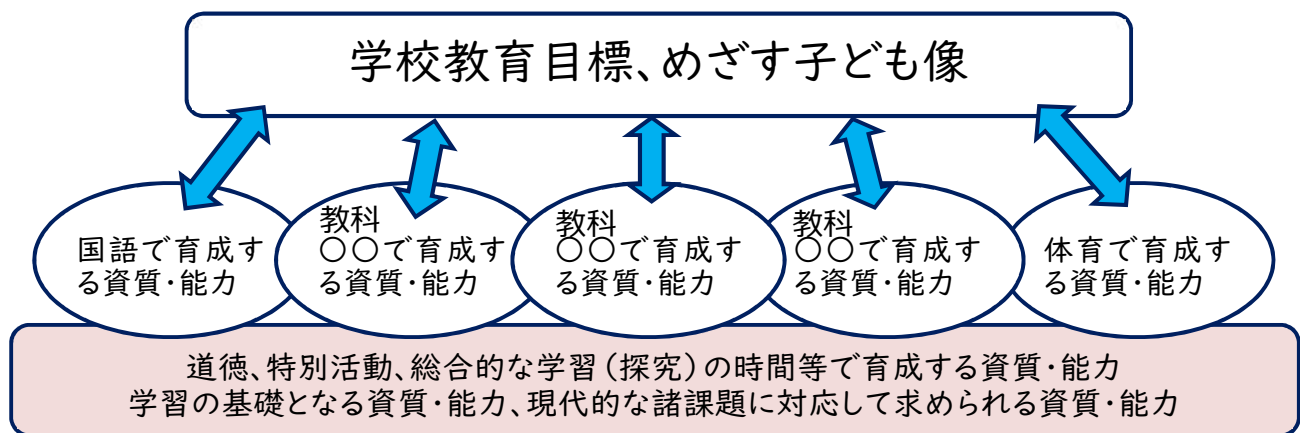 学校教育目標、めざす子ども像
国語で育成す
る資質・能力
教科
〇〇で育成す
る資質・能力
教科
〇〇で育成す
る資質・能力
教科
〇〇で育成す
る資質・能力
体育で育成す
る資質・能力
道徳、特別活動、総合的な学習（探究）の時間等で育成する資質・能力
学習の基礎となる資質・能力、現代的な諸課題に対応して求められる資質・能力